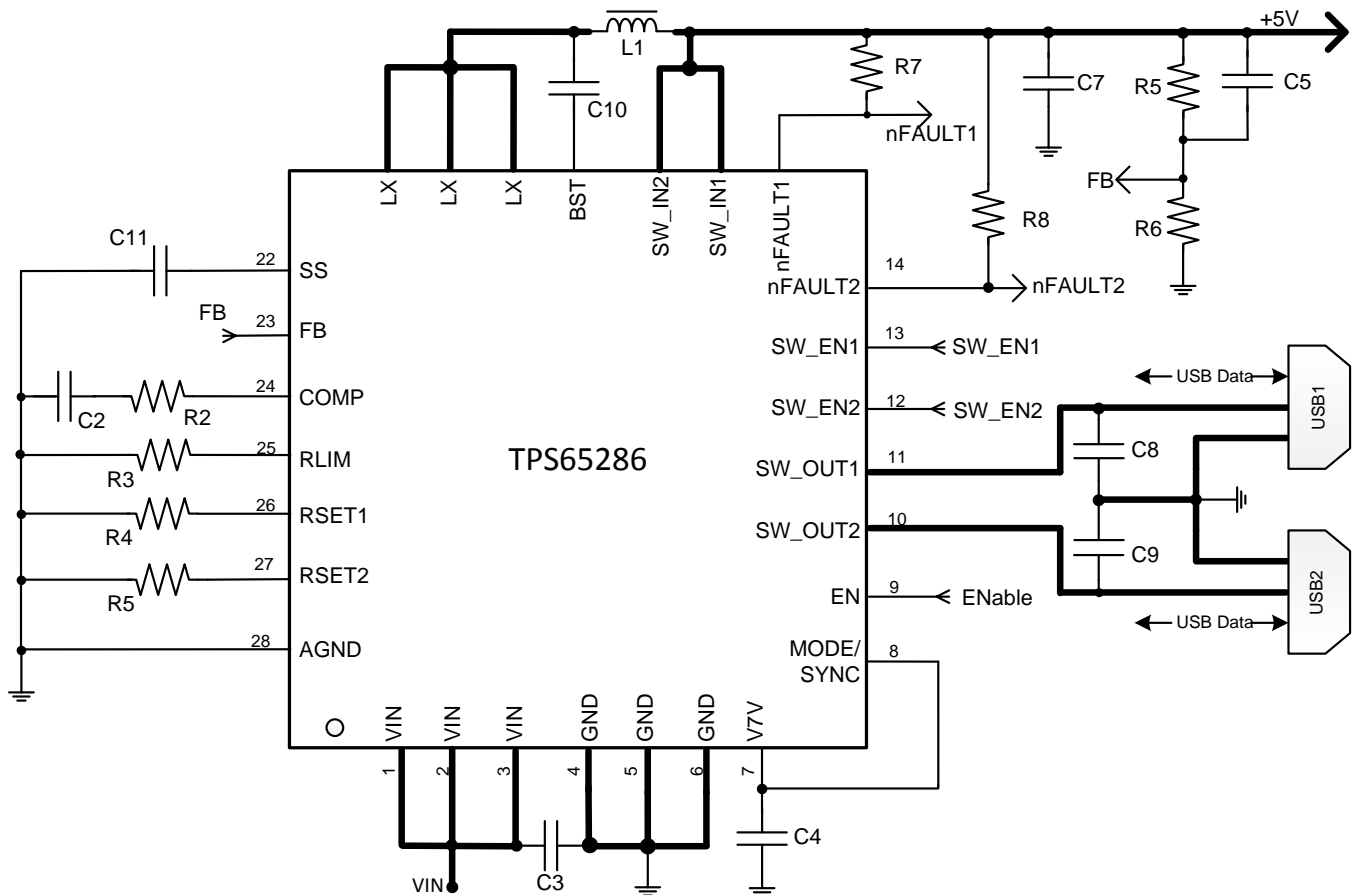 +5V
L1
R7
C10
C7
R5
C5
nFAULT1
FB
R8
R6
LX
LX
LX
BST
SW_IN2
SW_IN1
nFAULT1
C11
22
SS
14
nFAULT2
nFAULT2
FB
23
FB
13
SW_EN1
SW_EN1
USB Data
USB1
C2
R2
24
COMP
12
SW_EN2
SW_EN2
R3
25
RLIM
TPS65286
11
SW_OUT1
C8
R4
26
RSET1
10
SW_OUT2
C9
R5
27
RSET2
9
EN
ENable
USB2
USB Data
28
AGND
8
MODE/
SYNC
VIN
VIN
VIN
GND
GND
GND
V7V
1
2
3
4
5
6
7
C3
C4
VIN